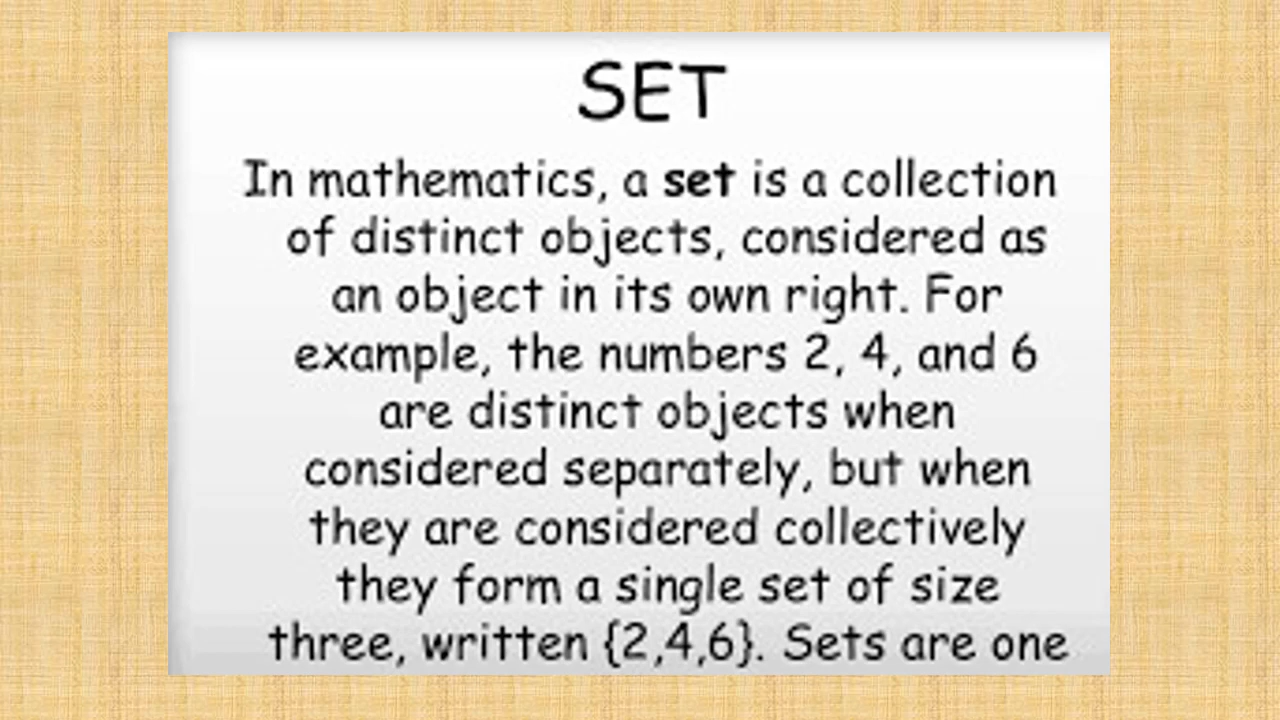 SET
In mathematics, a set is a collection
of distinct objects, considered as
an object in its own right. For
example, the numbers 2, 4, and 6
are distinct objects when
considered separately, but when
they are considered collectively
they form a single set of size
three, written {2,4,6}. Sets are one